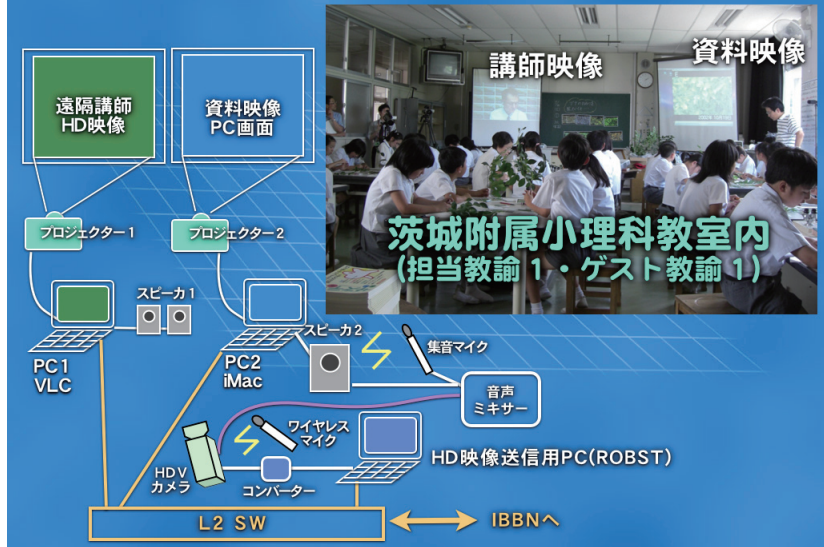 遠隔講師
HD映像
資料映像
PC画面
講師映像
資料映像
茨城附属小理科教室内
(担当教諭1・ゲスト教諭1)
プロジェクター1
プロジェクター2
スピーカ1
スピーカ2
集音マイク
PC1
VLC
PC2
iMac
音声
ミキサー
ワイヤレス
マイク
HDV
カメラ
コンバーター
HD映像送信用PC(ROBST)
L2 SW
IBBNへ